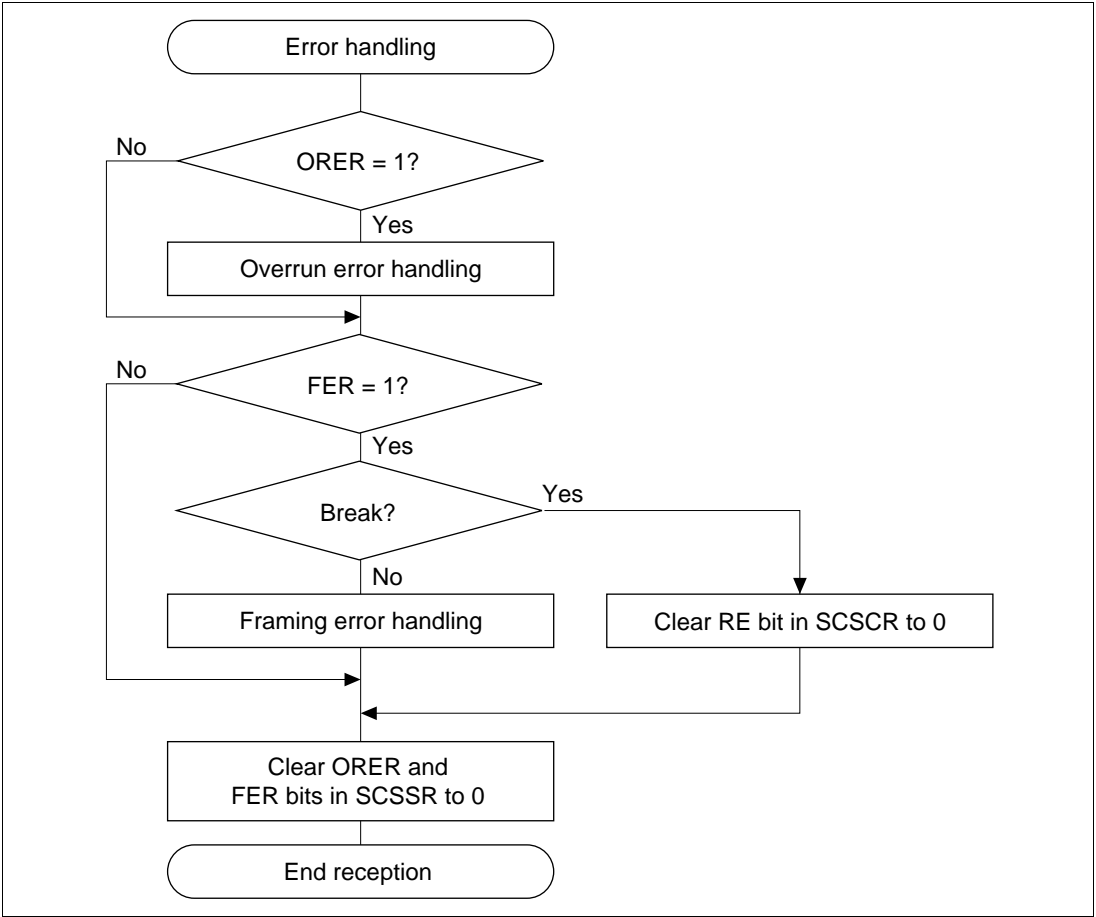 Error handling
No
ORER = 1?
Yes
Overrun error handling
No
FER = 1?
Yes
Yes
Break?
No
Framing error handling
Clear RE bit in SCSCR to 0
Clear ORER and
FER bits in SCSSR to 0
End reception